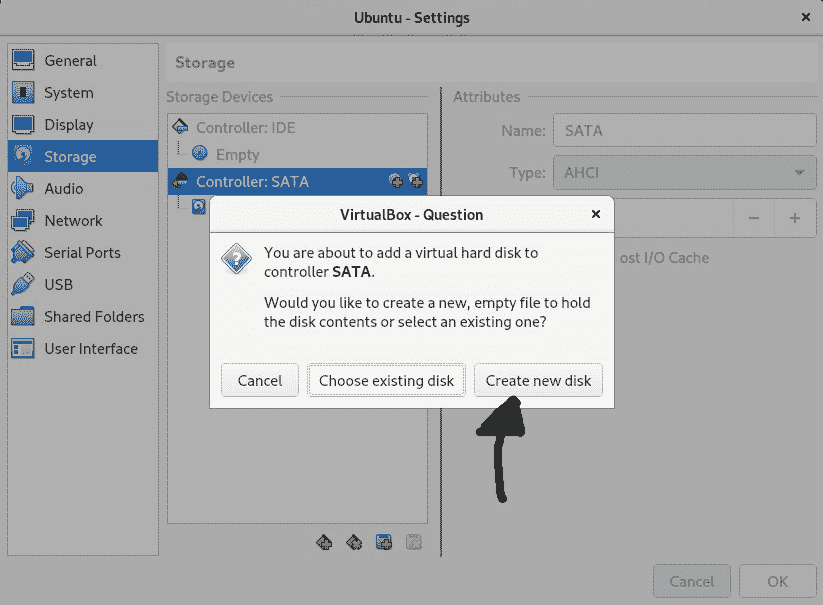 Ubuntu - Settings
General
System
Display
Storage
Audio
Network
Serial Ports
USB
Shared Folders
User Interface
Storage
Storage Devices
Controller: IDE
Empty
Controller: SATA
Attributes
Name: SATA
Type: AHCI
ost I/O Cache
VirtualBox - Question
You are about to add a virtual hard disk to
controller SATA.
Would you like to create a new, empty file to hold
the disk contents or select an existing one?
Cancel Choose existing disk Create new disk
Cancel OK